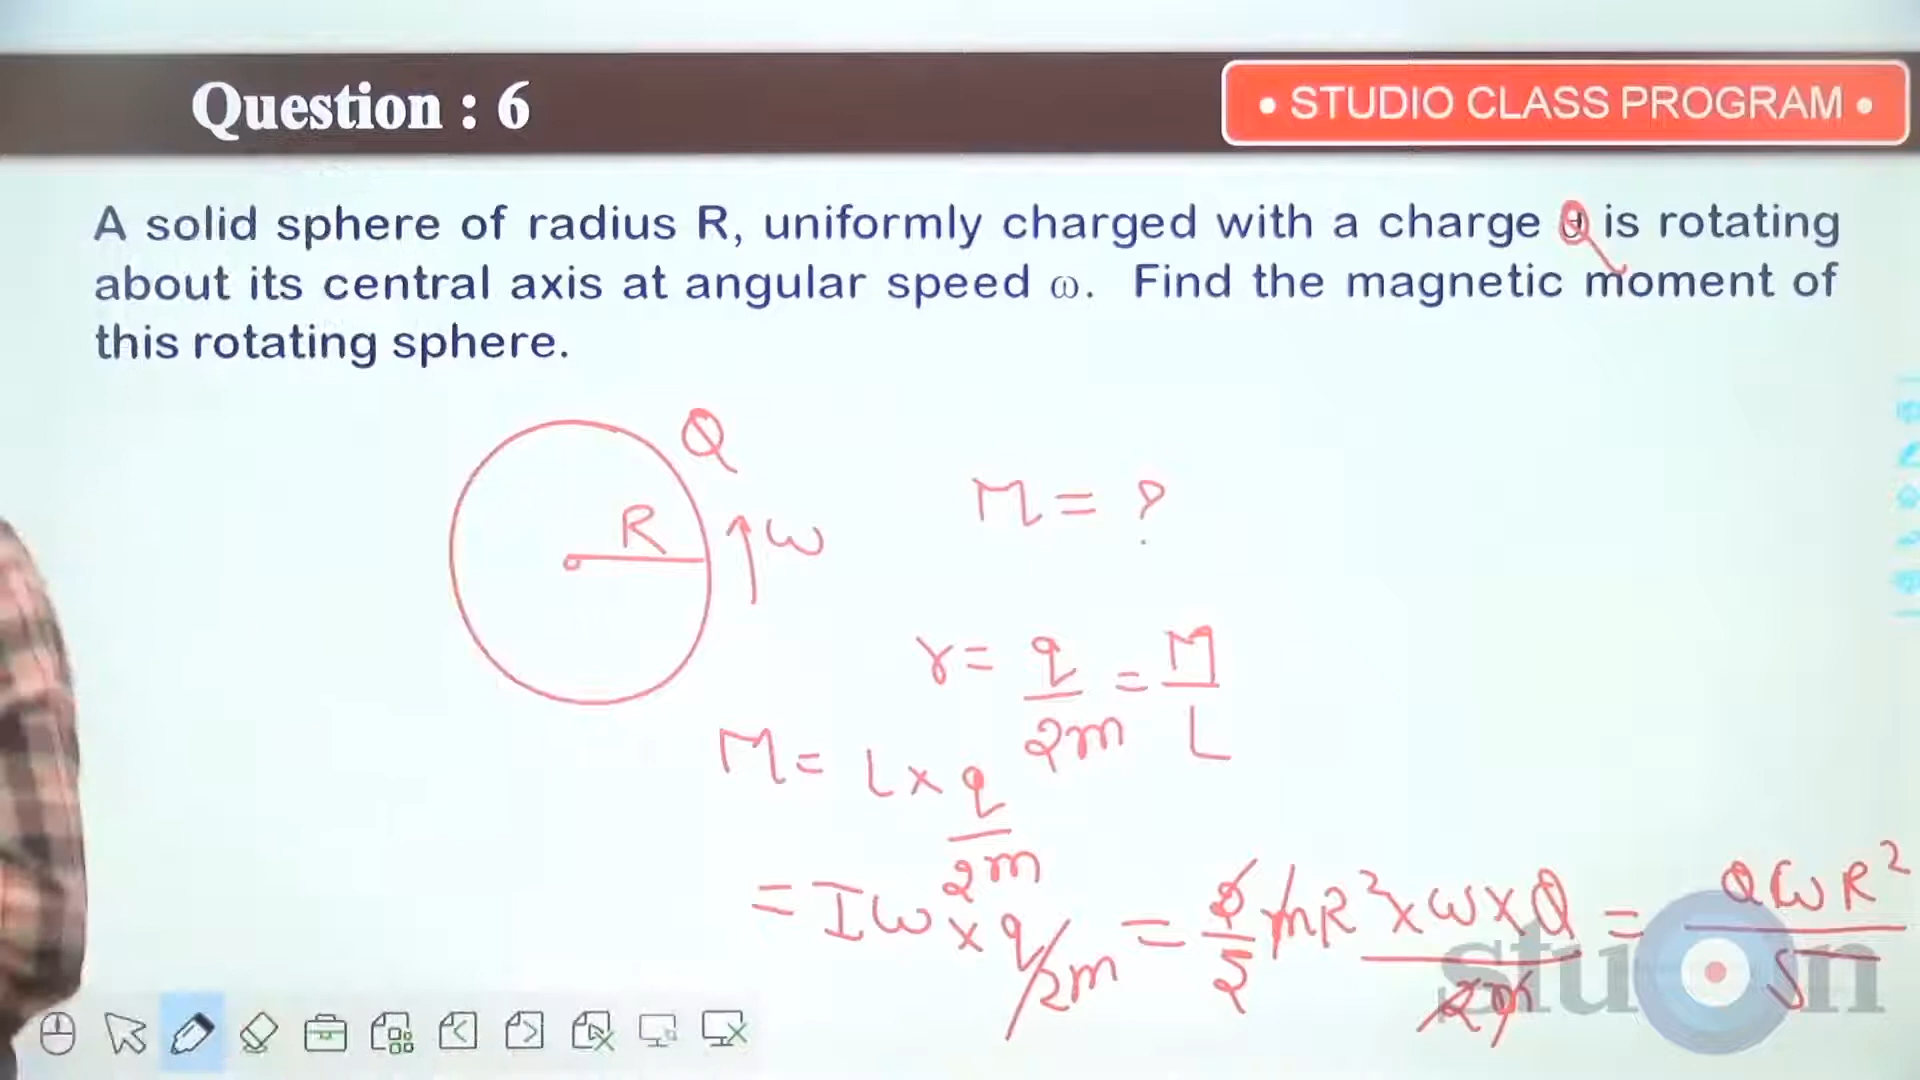 Question : 6
• STUDIO CLASS PROGRAM •
A solid sphere of radius R, uniformly charged with a charge Q is rotating
about its central axis at angular speed ω. Find the magnetic moment of
this rotating sphere.
Q
R
ω
M = ?
γ = q/2m = M/L
M = L × q/2m
= Iω × q/2m = 2/5 mR² × ω × Q/2m = QωR²/5
stu n